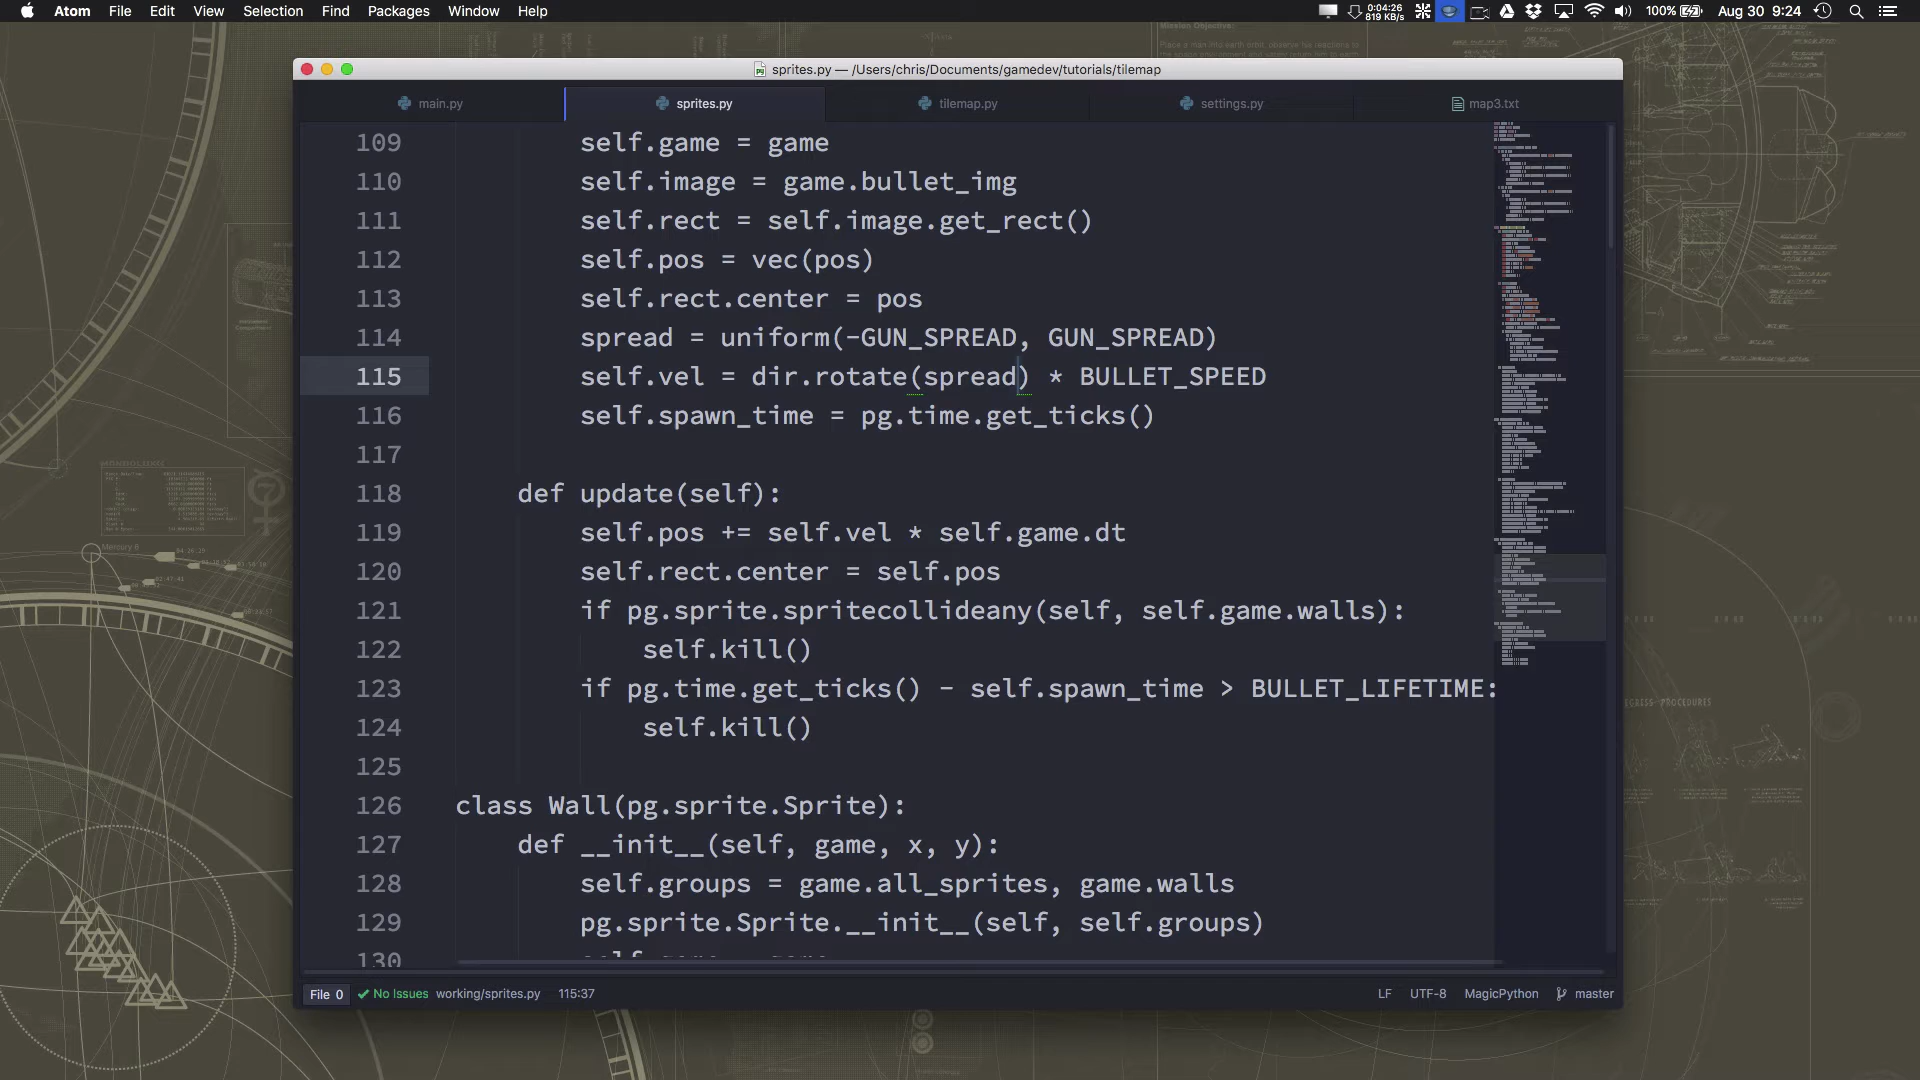 Atom File Edit View Selection Find Packages Window Help
0:04:26
819 KB/s
100% Aug 30 9:24
sprites.py — /Users/chris/Documents/gamedev/tutorials/tilemap
main.py sprites.py tilemap.py settings.py map3.txt
109 self.game = game
110 self.image = game.bullet_img
111 self.rect = self.image.get_rect()
112 self.pos = vec(pos)
113 self.rect.center = pos
114 spread = uniform(-GUN_SPREAD, GUN_SPREAD)
115 self.vel = dir.rotate(spread) * BULLET_SPEED
116 self.spawn_time = pg.time.get_ticks()
117
118 def update(self):
119 self.pos += self.vel * self.game.dt
120 self.rect.center = self.pos
121 if pg.sprite.spritecollideany(self, self.game.walls):
122 self.kill()
123 if pg.time.get_ticks() - self.spawn_time > BULLET_LIFETIME:
124 self.kill()
125
126 class Wall(pg.sprite.Sprite):
127 def __init__(self, game, x, y):
128 self.groups = game.all_sprites, game.walls
129 pg.sprite.Sprite.__init__(self, self.groups)
130
File 0 No Issues working/sprites.py 115:37 LF UTF-8 MagicPython master
Memory 6